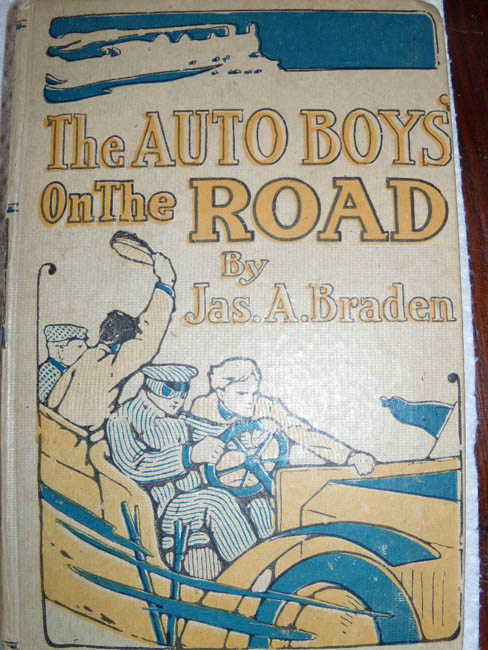 The AUTO BOYS'
On The ROAD
By
Jas. A. Braden